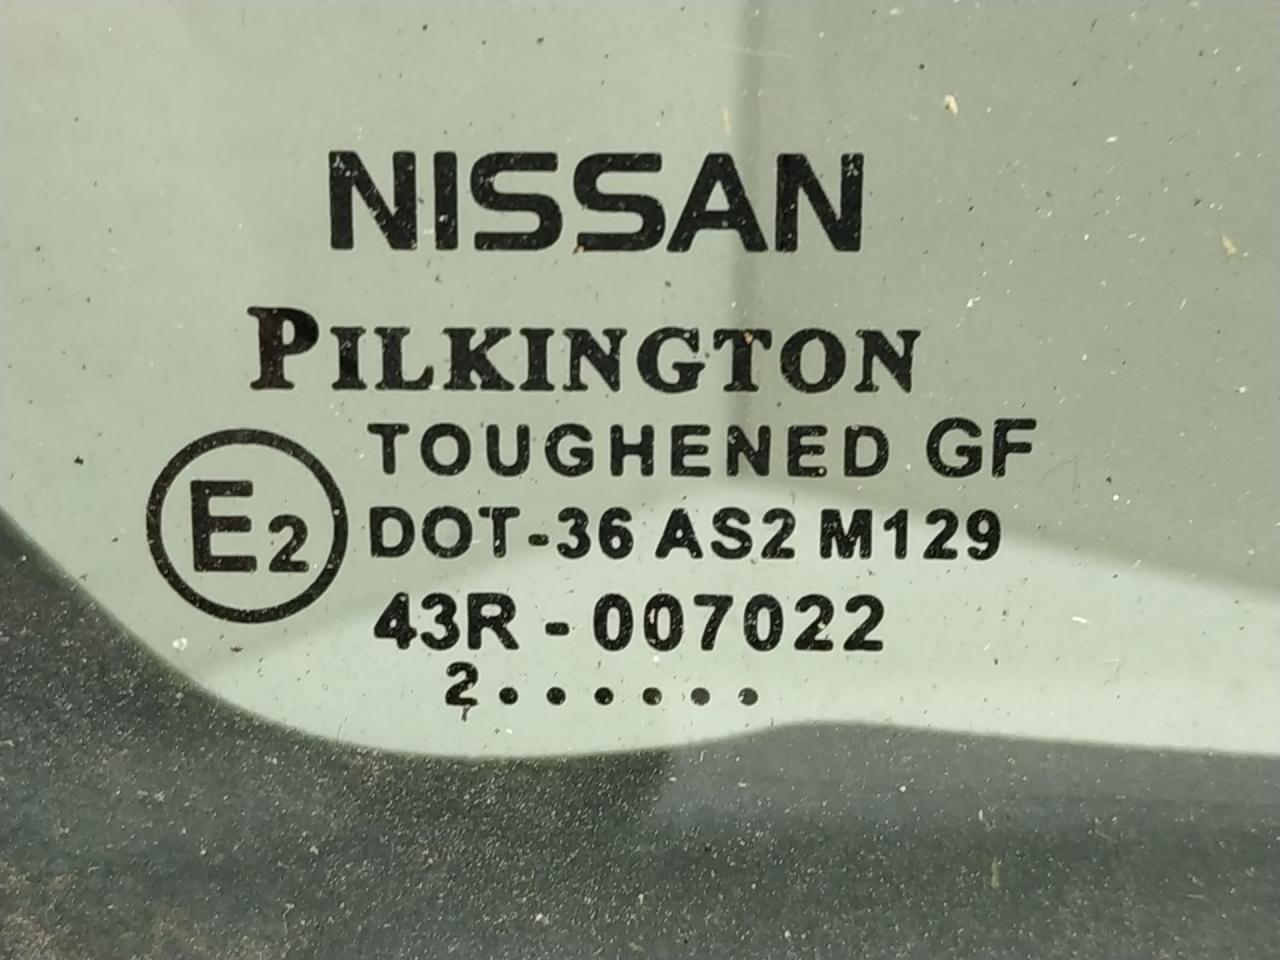 NISSAN
PILKINGTON
TOUGHENED GF
E2 DOT-36 AS2 M129
43R - 007022
2 • • • • • •